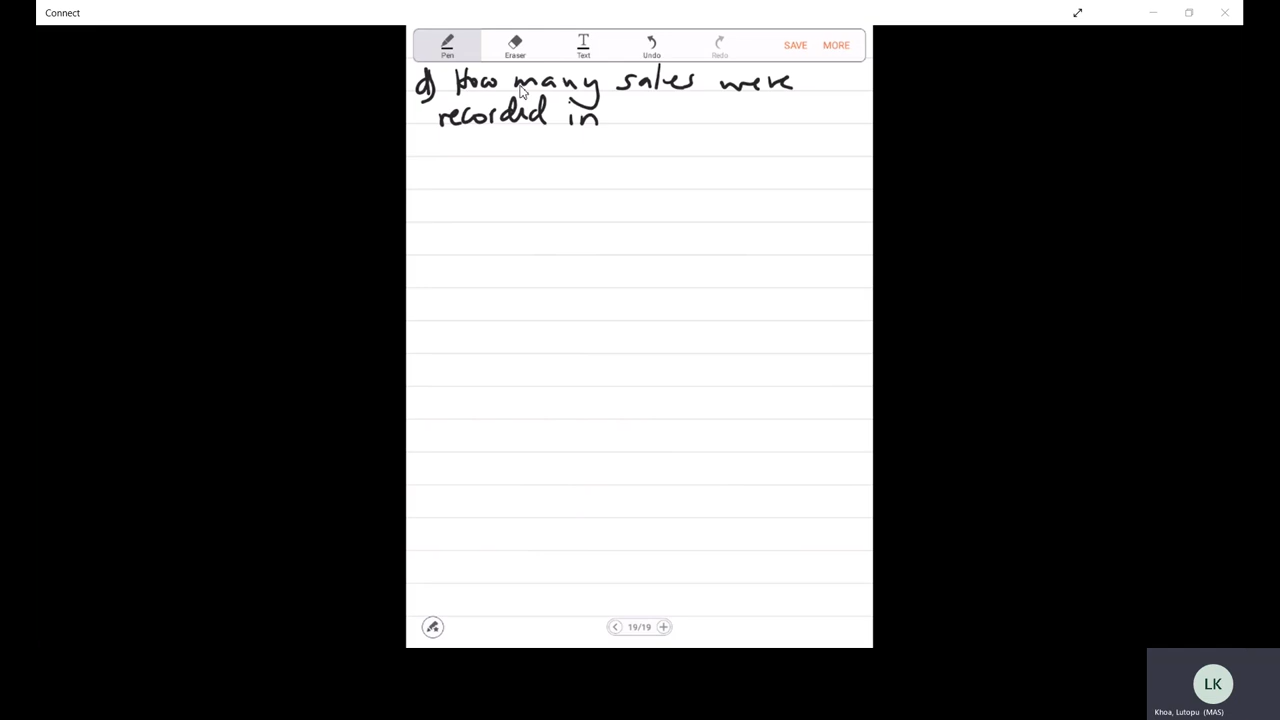 Connect
Pen
Eraser
Text
Undo
Redo
SAVE
MORE
d) How many sales were
recorded in
19/19
LK
Khoa, Lutopu (MAS)